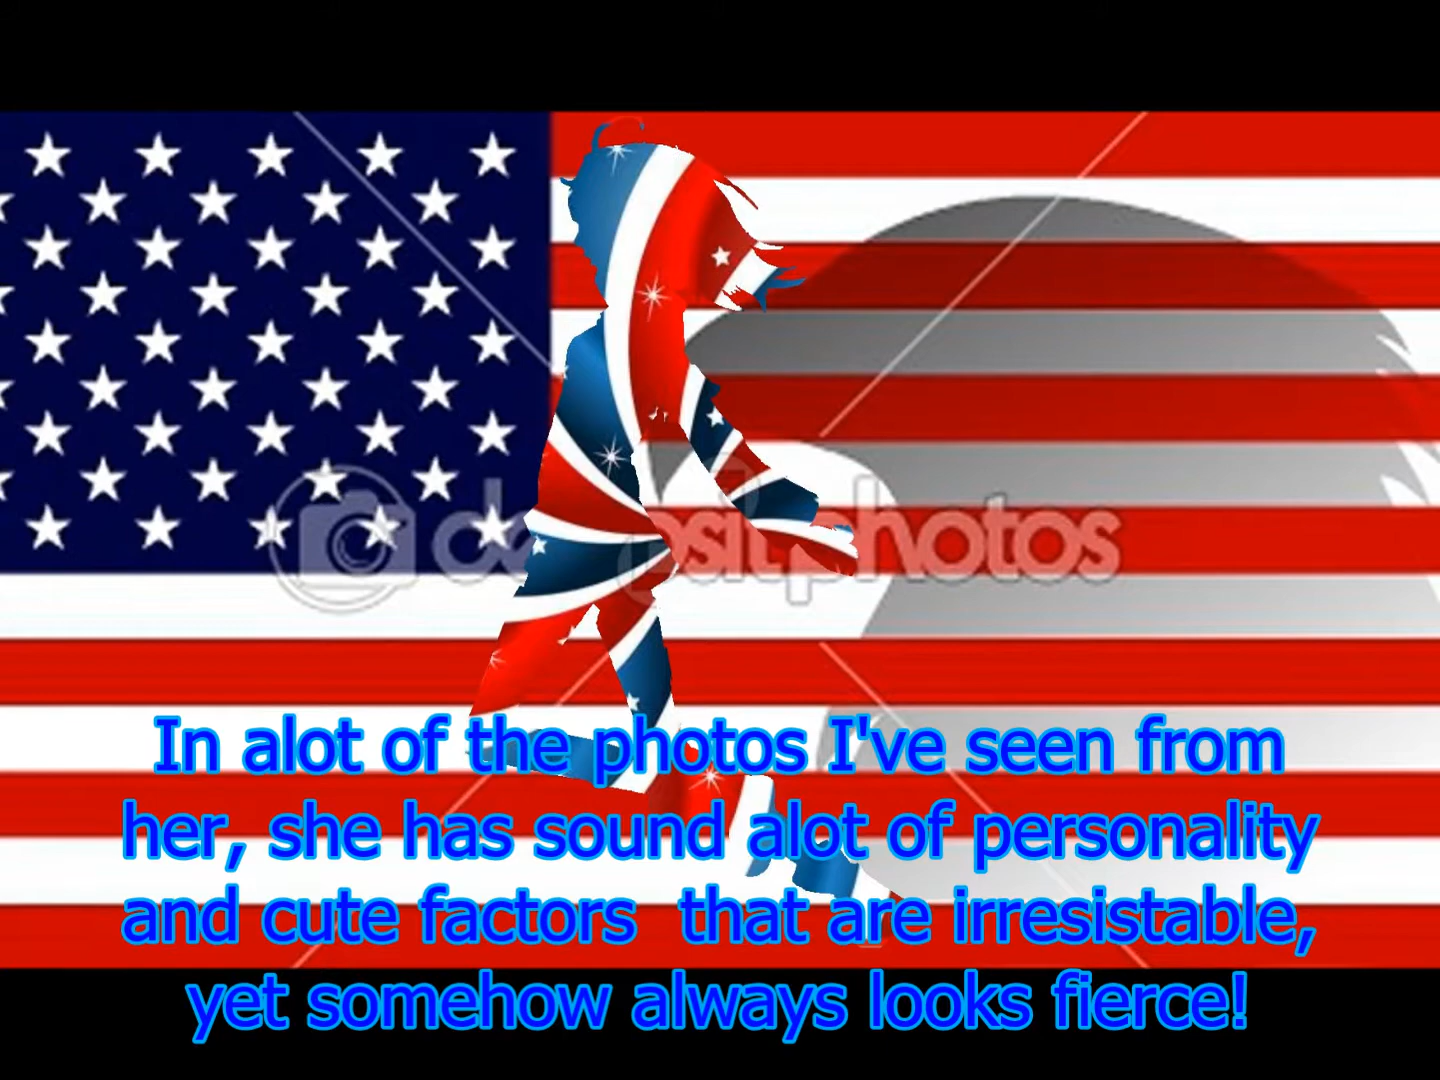 depositphotos
In alot of the photos I've seen from
her, she has sound alot of personality
and cute factors  that are irresistable,
yet somehow always looks fierce!